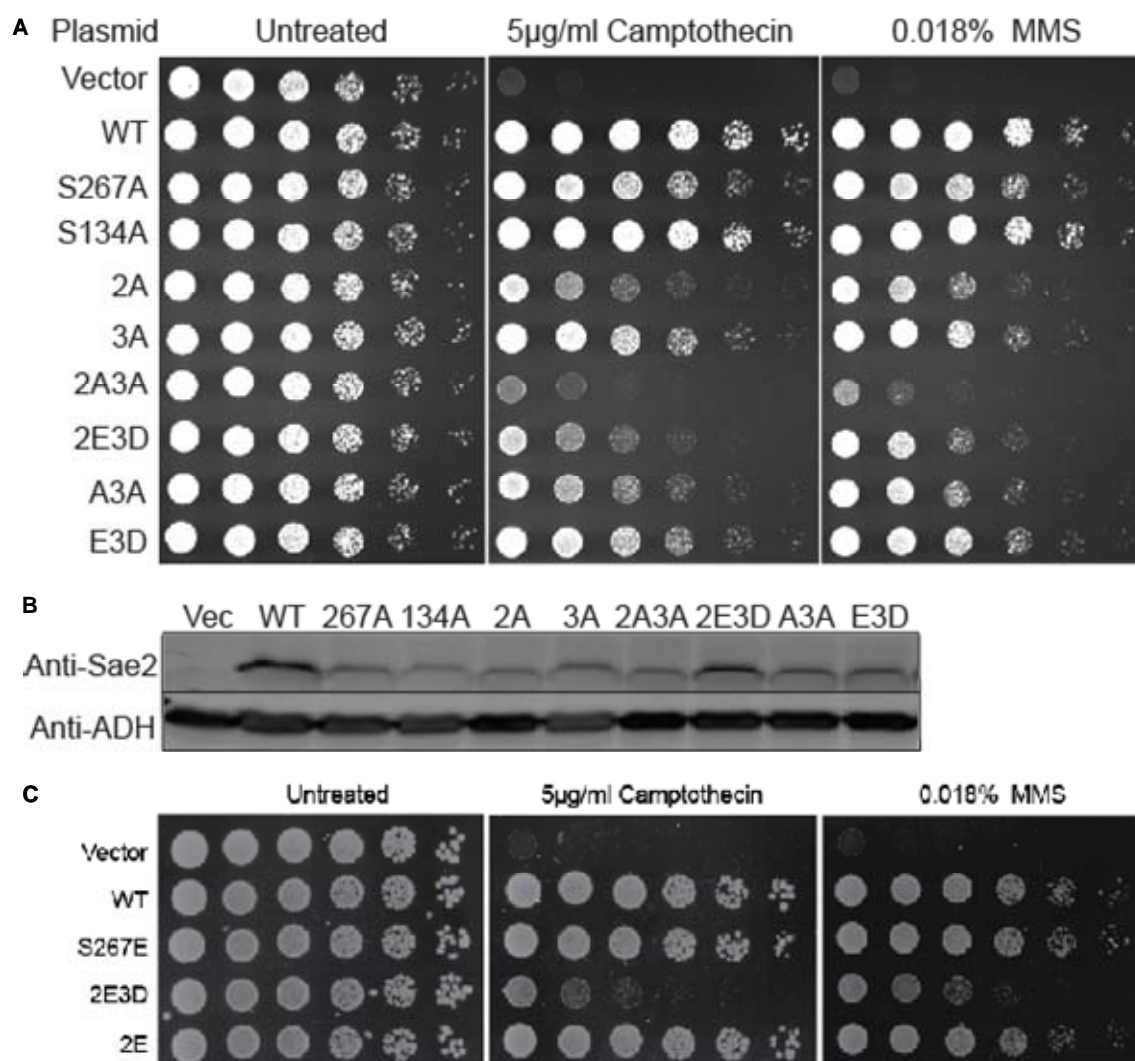 A Plasmid Untreated 5µg/ml Camptothecin 0.018% MMS
Vector
WT
S267A
S134A
2A
3A
2A3A
2E3D
A3A
E3D
B Vec WT 267A 134A 2A 3A 2A3A 2E3D A3A E3D
Anti-Sae2
Anti-ADH
C Untreated 5µg/ml Camptothecin 0.018% MMS
Vector
WT
S267E
2E3D
2E